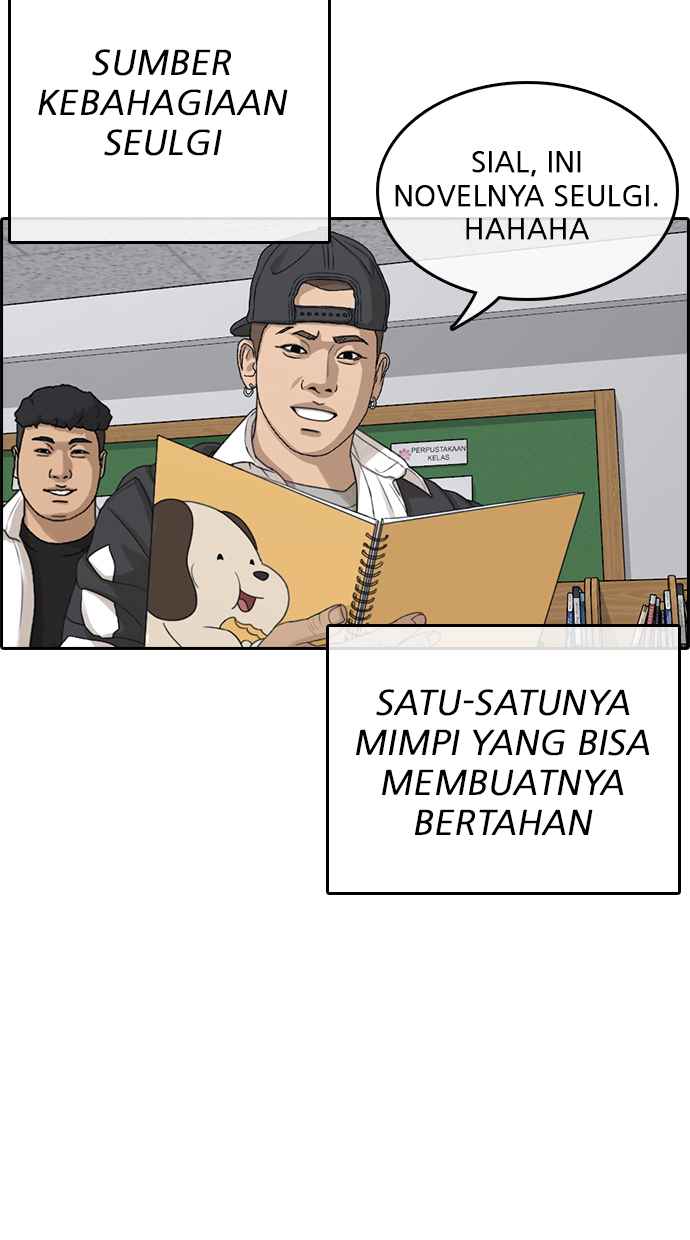 SUMBER
KEBAHAGIAAN
SEULGI
SIAL, INI
NOVELNYA SEULGI.
HAHAHA
PERPUSTAKAAN
KELAS
SATU-SATUNYA
MIMPI YANG BISA
MEMBUATNYA
BERTAHAN